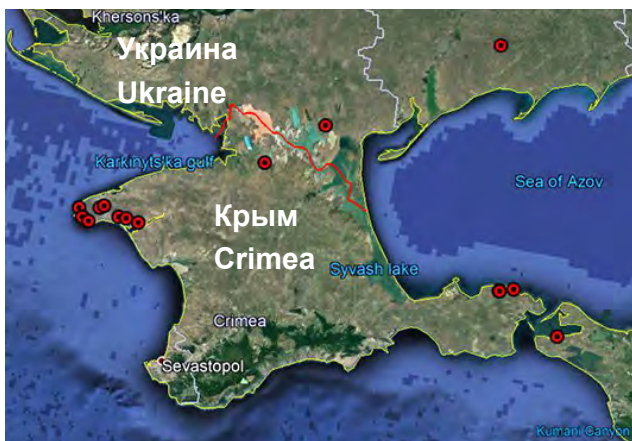 Khersons'ka
Украина
Ukraine
Karkinyts'ka gulf
Sea of Azov
Крым
Crimea
Syvash lake
Crimea
Sevastopol
Kumani Canyon